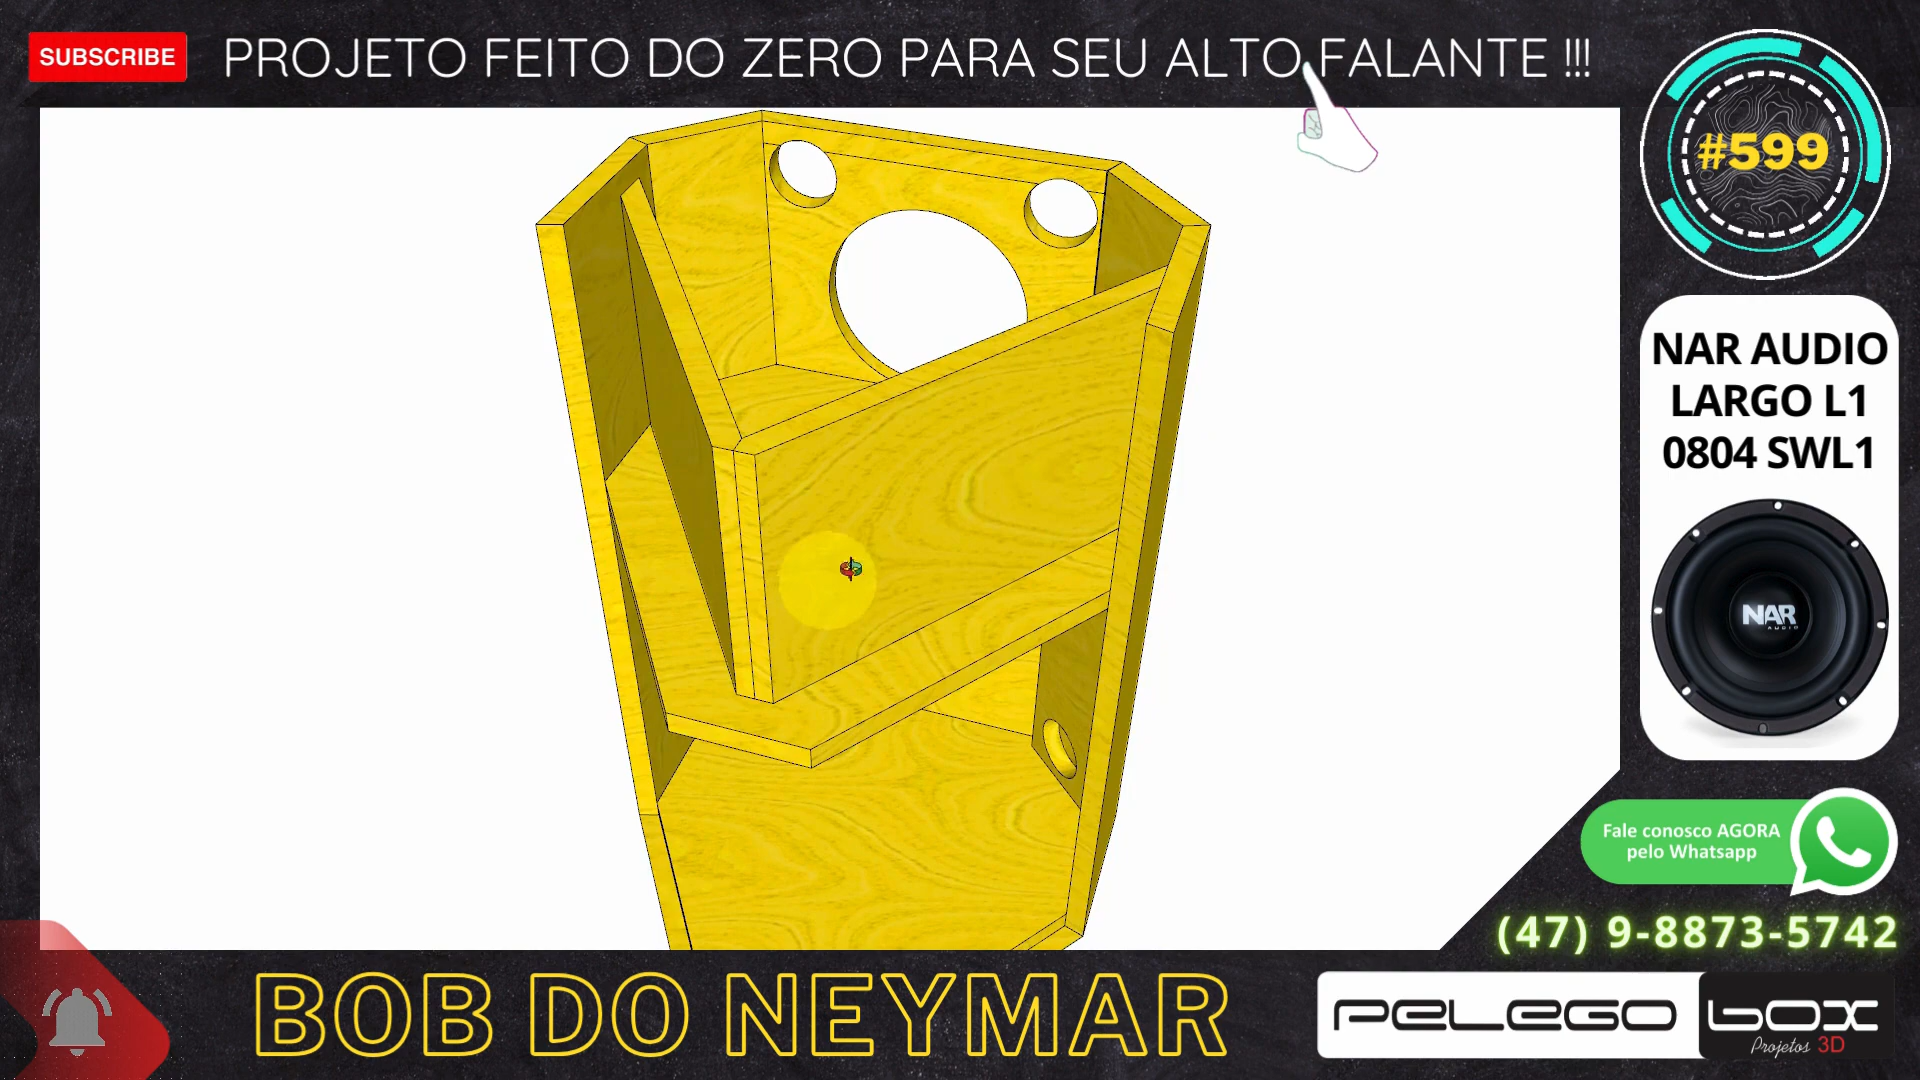 SUBSCRIBE
PROJETO FEITO DO ZERO PARA SEU ALTO FALANTE !!!
#599
NAR AUDIO
LARGO L1
0804 SWL1
NAR
AUDIO
Fale conosco AGORA
pelo Whatsapp
(47) 9-8873-5742
BOB DO NEYMAR
PELEGO box
Projetos 3D